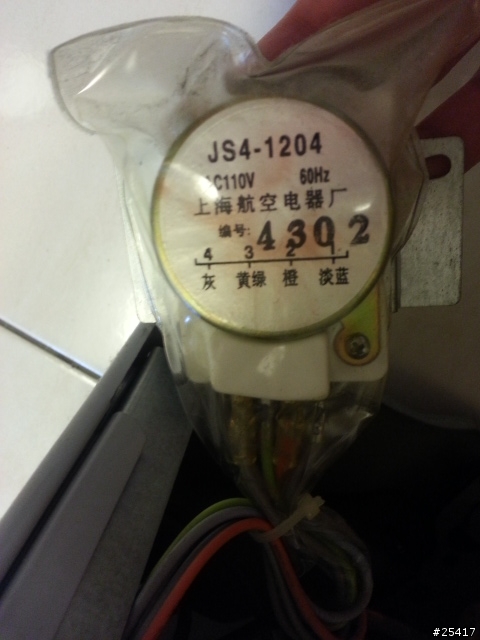 JS4-1204
AC110V 60Hz
上海航空电器厂
编号: 4302
4 3 2 1
灰 黄绿 橙 淡蓝
#25417